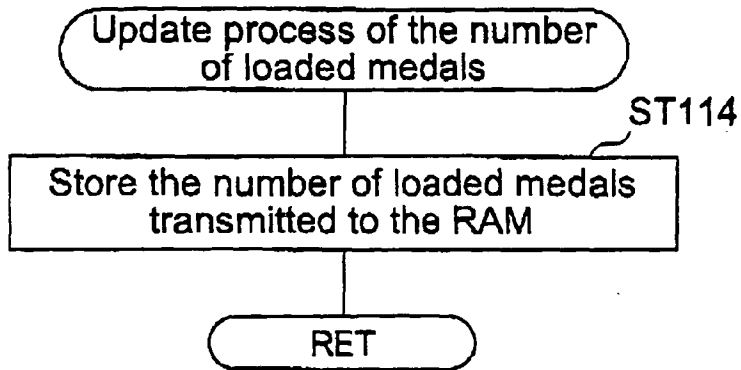 Update process of the number
of loaded medals
ST114
Store the number of loaded medals
transmitted to the RAM
RET